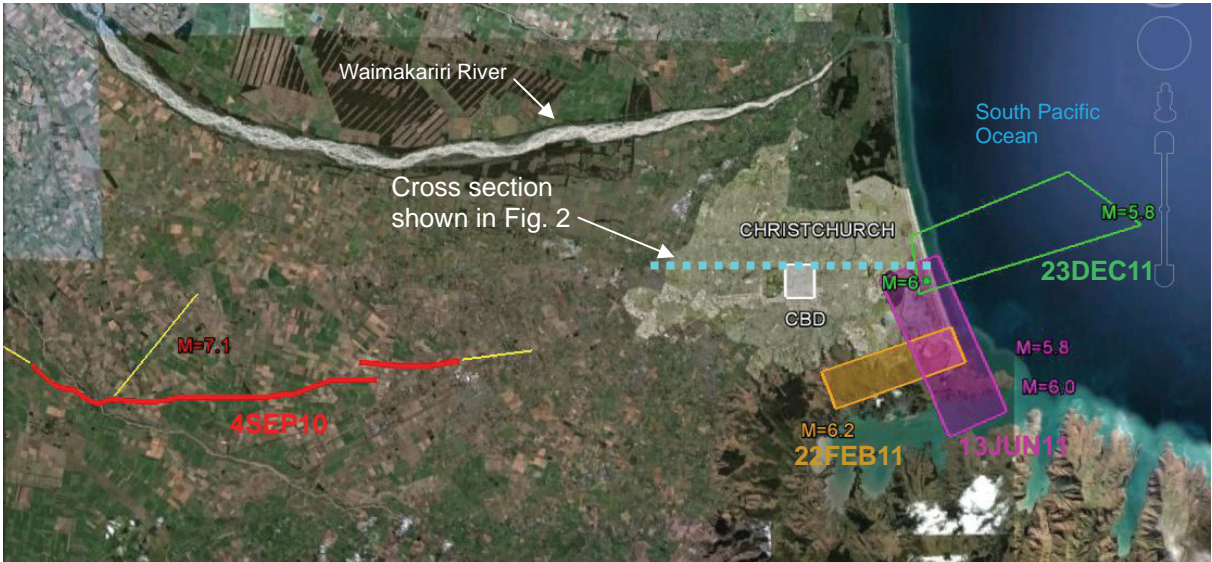 Waimakariri River
South Pacific
Ocean
Cross section
shown in Fig. 2
M=5.8
CHRISTCHURCH
23DEC11
M=6
CBD
M=7.1
M=5.8
M=6.0
4SEP10
M=6.2
22FEB11
13JUN11